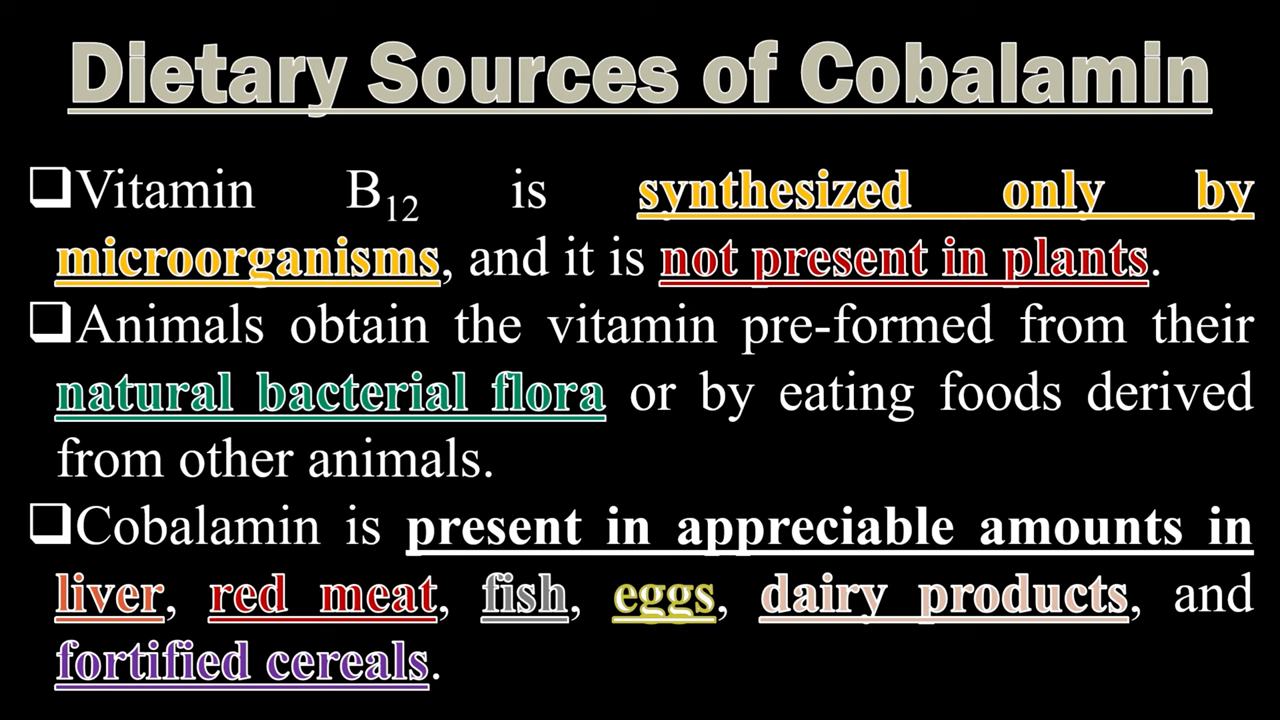 Dietary Sources of Cobalamin
❑Vitamin B₁₂ is synthesized only by
microorganisms, and it is not present in plants.
❑Animals obtain the vitamin pre-formed from their
natural bacterial flora or by eating foods derived
from other animals.
❑Cobalamin is present in appreciable amounts in
liver, red meat, fish, eggs, dairy products, and
fortified cereals.